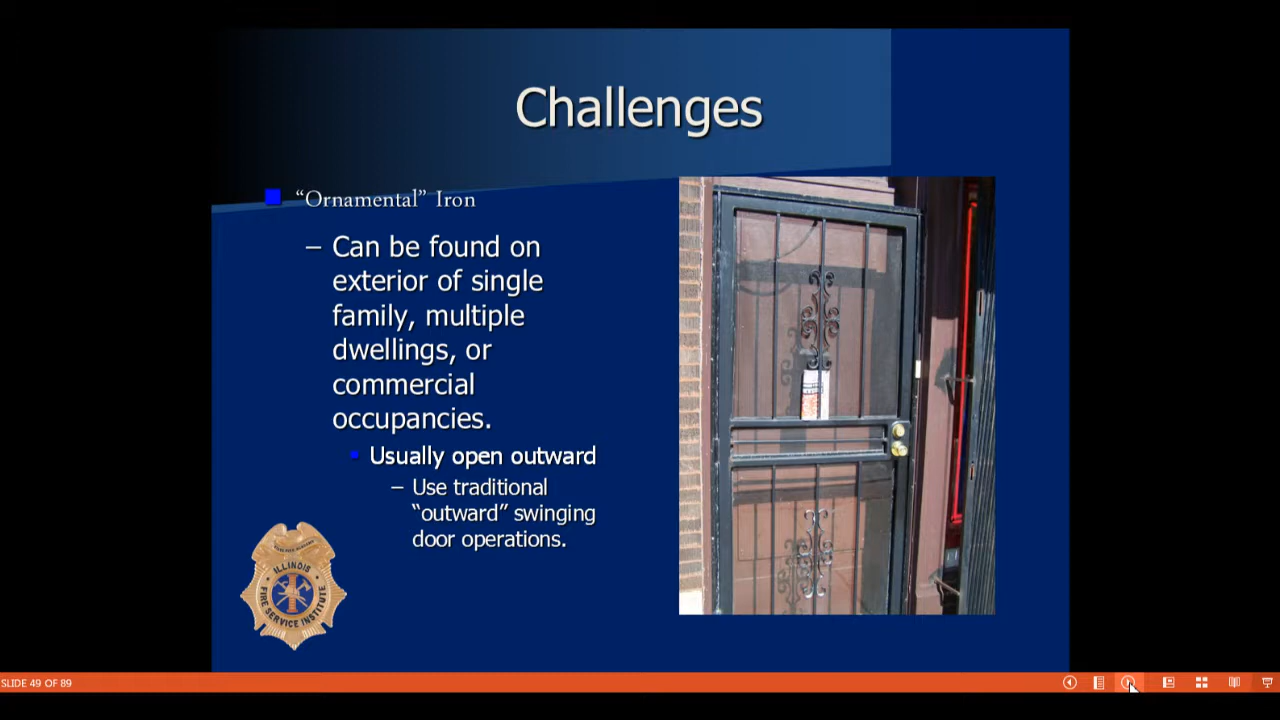 Challenges
“Ornamental” Iron
– Can be found on
exterior of single
family, multiple
dwellings, or
commercial
occupancies.
Usually open outward
– Use traditional
“outward” swinging
door operations.
ILLINOIS
FIRE SERVICE INSTITUTE
SLIDE 49 OF 89